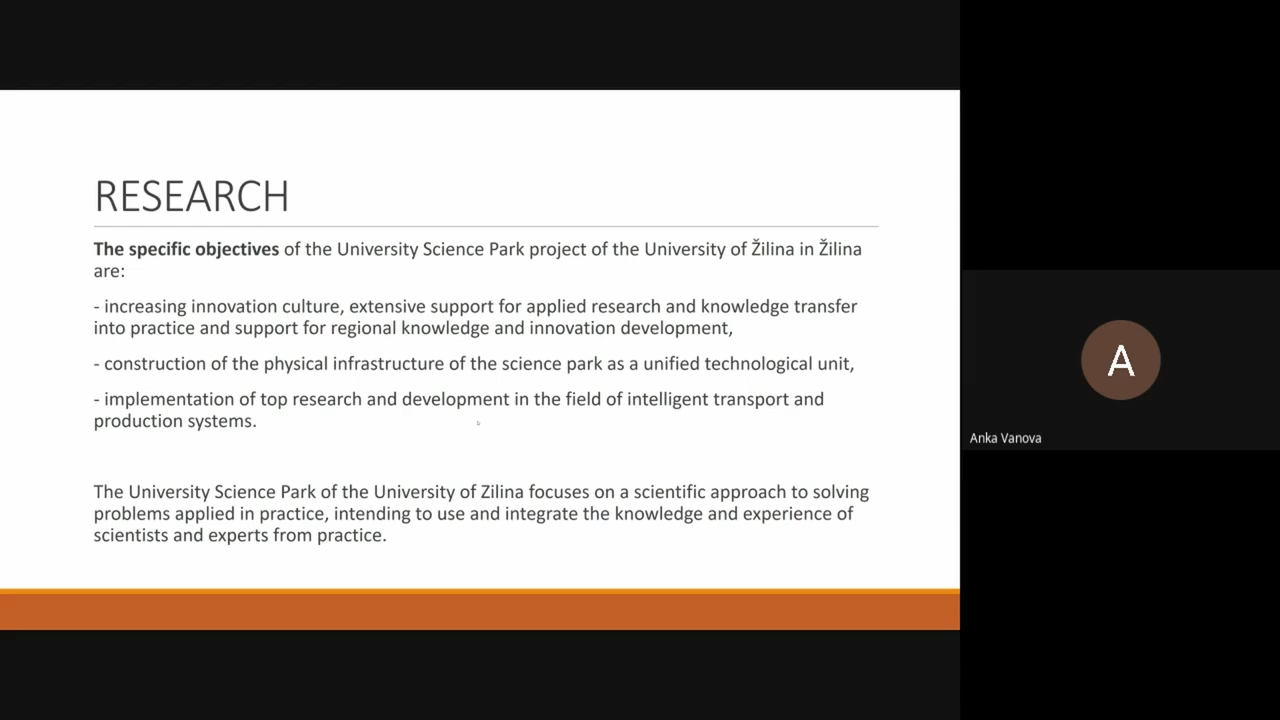 RESEARCH
The specific objectives of the University Science Park project of the University of Žilina in Žilina
are:
- increasing innovation culture, extensive support for applied research and knowledge transfer
into practice and support for regional knowledge and innovation development,
- construction of the physical infrastructure of the science park as a unified technological unit,
- implementation of top research and development in the field of intelligent transport and
production systems.
The University Science Park of the University of Zilina focuses on a scientific approach to solving
problems applied in practice, intending to use and integrate the knowledge and experience of
scientists and experts from practice.
A
Anka Vanova